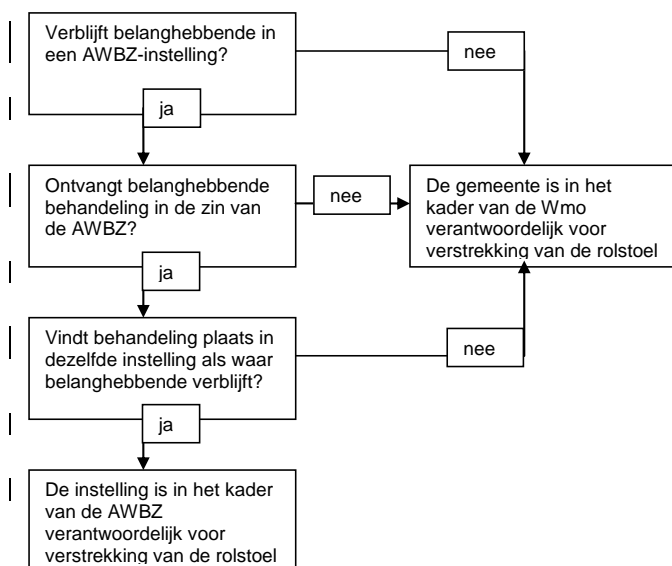 Verblijft belanghebbende in
een AWBZ-instelling?
nee
ja
Ontvangt belanghebbende
behandeling in de zin van
de AWBZ?
nee
De gemeente is in het
kader van de Wmo
verantwoordelijk voor
verstrekking van de rolstoel
ja
Vindt behandeling plaats in
dezelfde instelling als waar
belanghebbende verblijft?
nee
ja
De instelling is in het kader
van de AWBZ
verantwoordelijk voor
verstrekking van de rolstoel